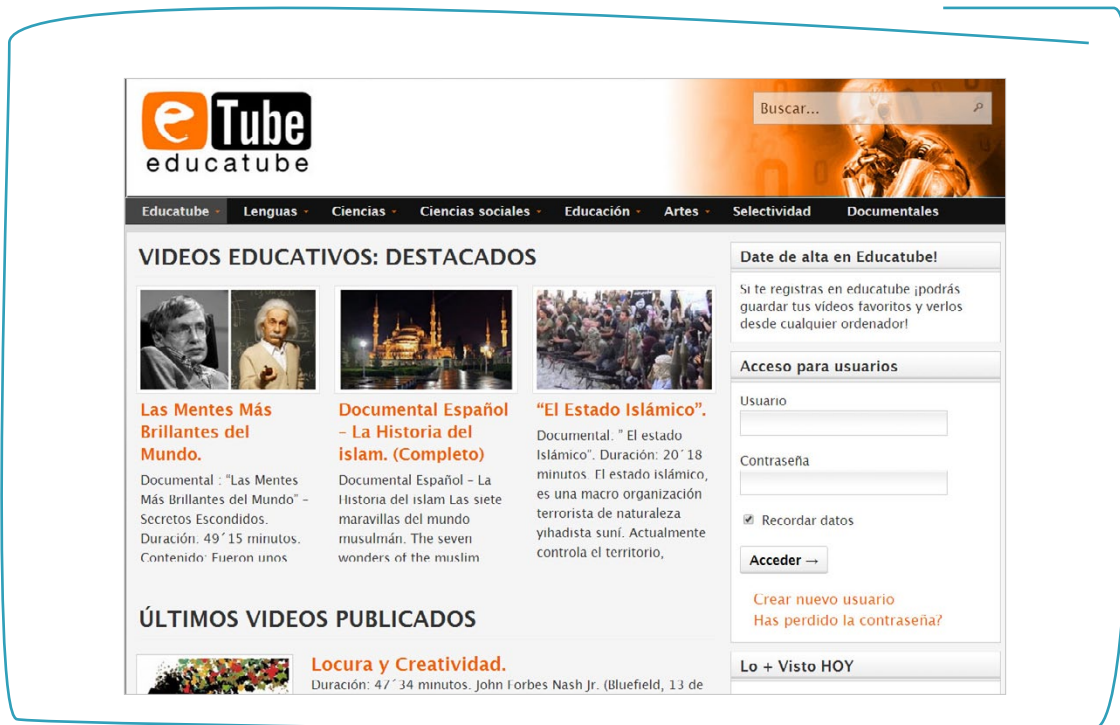 e Tube
educatube
Buscar...
Educatube Lenguas Ciencias Ciencias sociales Educación Artes Selectividad Documentales
VIDEOS EDUCATIVOS: DESTACADOS
Las Mentes Más
Brillantes del
Mundo.
Documental : "Las Mentes
Más Brillantes del Mundo" –
Secretos Escondidos.
Duración: 49´15 minutos.
Contenido: Fueron unos
Documental Español
– La Historia del
islam. (Completo)
Documental Español – La
Historia del islam Las siete
maravillas del mundo
musulmán. The seven
wonders of the muslim
“El Estado Islámico”.
Documental. " El estado
Islámico". Duración: 20´18
minutos. El estado islámico,
es una macro organización
terrorista de naturaleza
yihadista suní. Actualmente
controla el territorio,
ÚLTIMOS VIDEOS PUBLICADOS
Locura y Creatividad.
Duración: 47´34 minutos. John Forbes Nash Jr. (Bluefield, 13 de
Date de alta en Educatube!
Si te registras en educatube ¡podrás
guardar tus vídeos favoritos y verlos
desde cualquier ordenador!
Acceso para usuarios
Usuario
Contraseña
Recordar datos
Acceder →
Crear nuevo usuario
Has perdido la contraseña?
Lo + Visto HOY